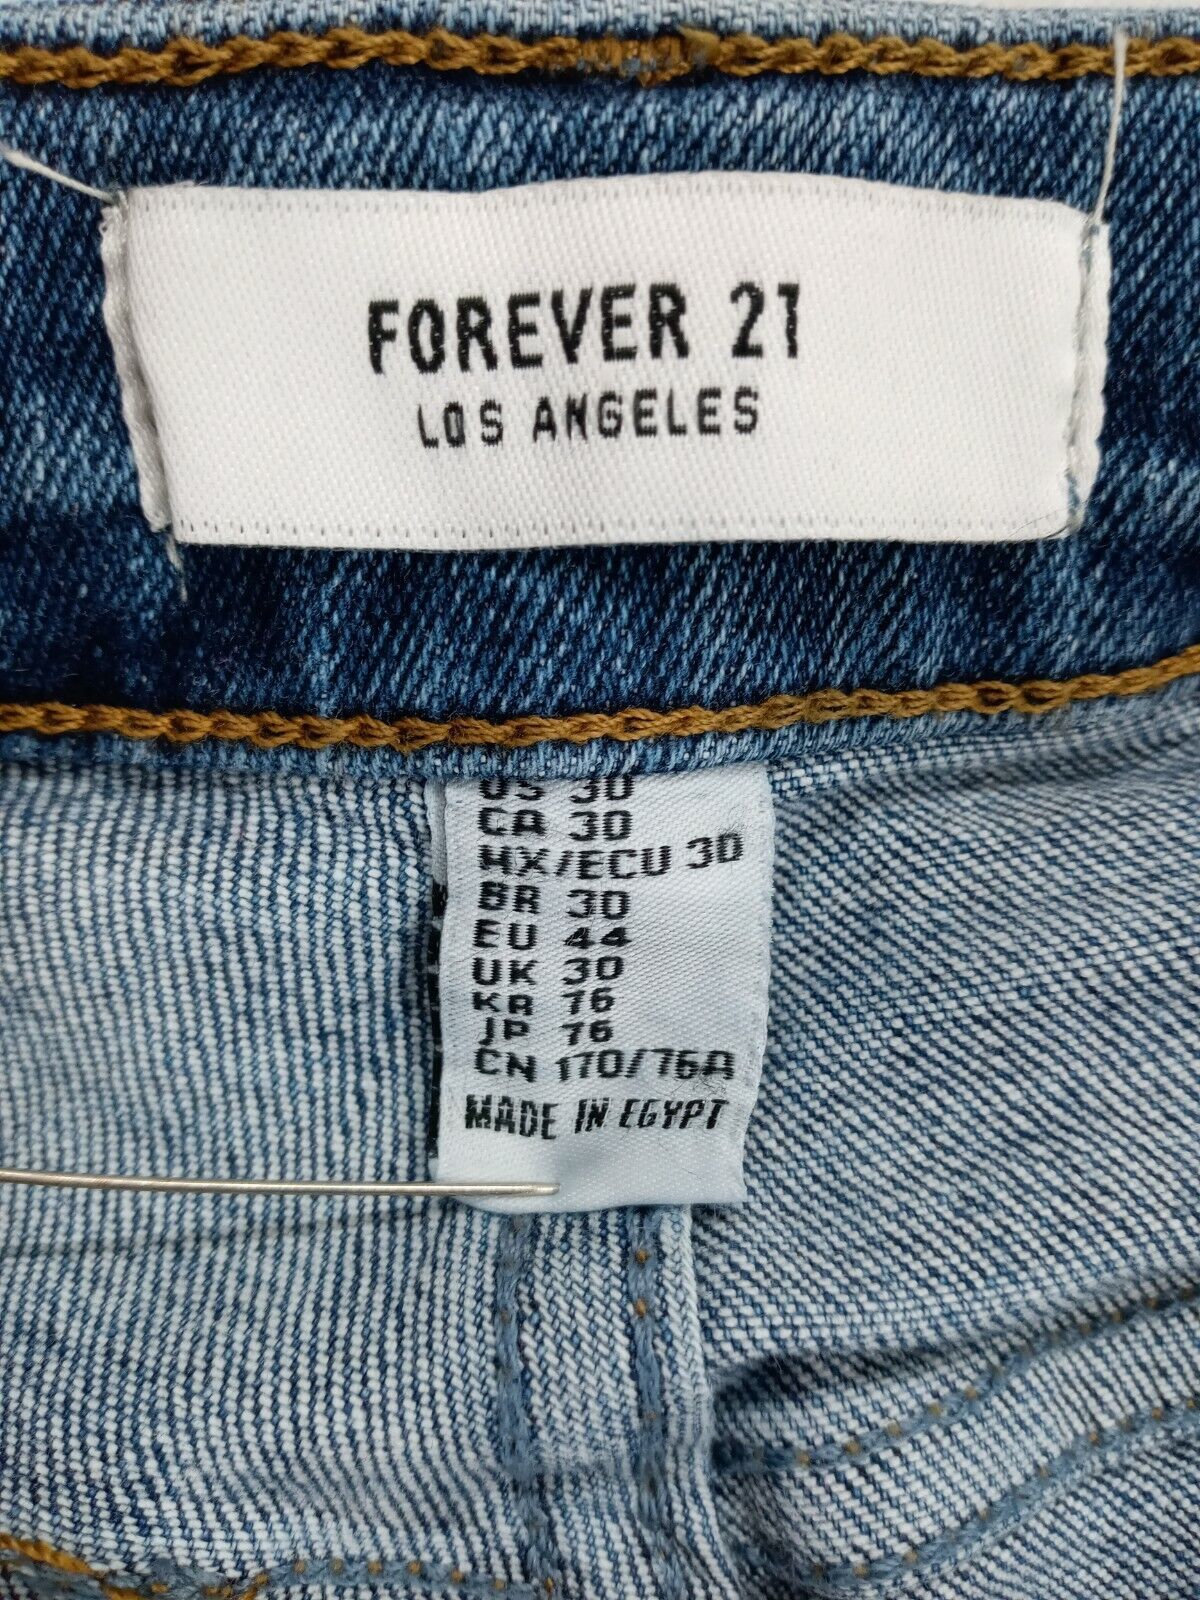 FOREVER 21
LOS ANGELES
US 30
CA 30
MX/ECU 30
BR 30
EU 44
UK 30
KR 76
JP 76
CN 170/76A
MADE IN EGYPT